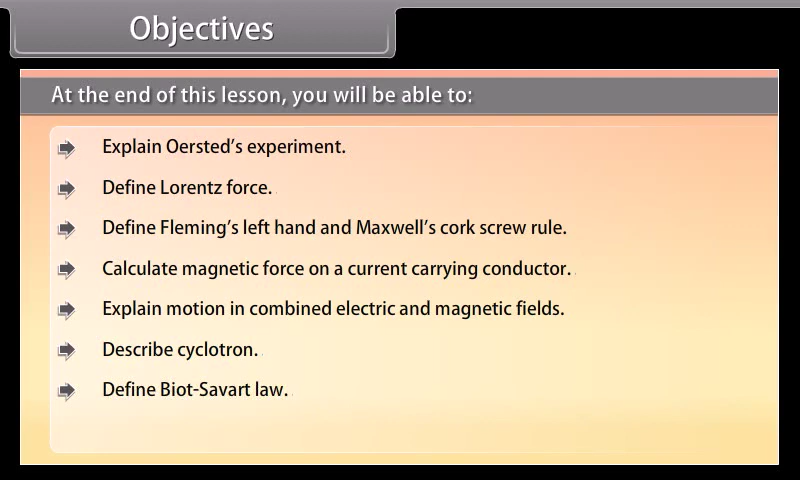 Objectives
At the end of this lesson, you will be able to:
Explain Oersted's experiment.
Define Lorentz force.
Define Fleming's left hand and Maxwell's cork screw rule.
Calculate magnetic force on a current carrying conductor.
Explain motion in combined electric and magnetic fields.
Describe cyclotron.
Define Biot-Savart law.